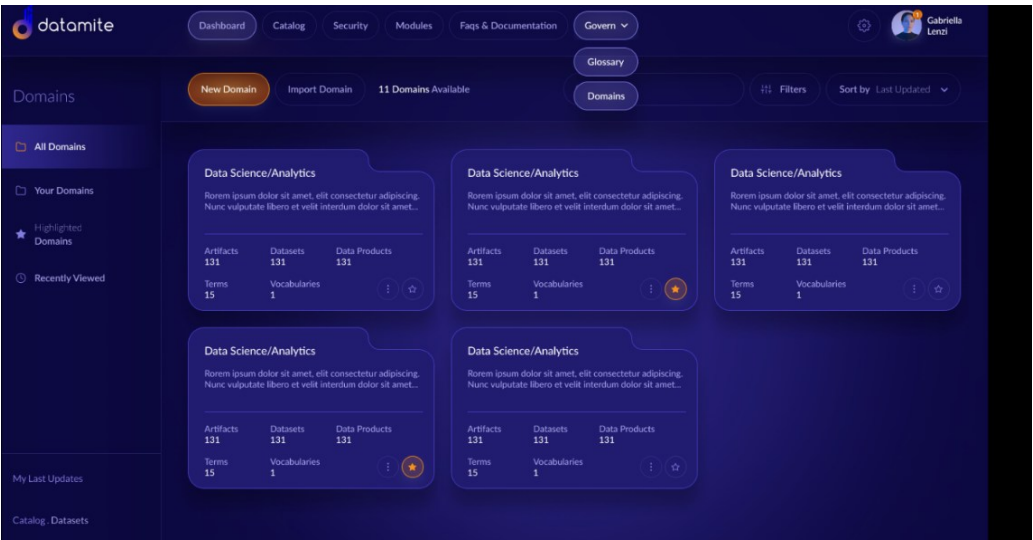 datamite
Dashboard
Catalog
Security
Modules
Faqs & Documentation
Govern
1
Gabriella
Lenzi
Glossary
Domains
Domains
New Domain
Import Domain
11 Domains Available
Filters
Sort by Last Updated
All Domains
Your Domains
Highlighted
Domains
Recently Viewed
Data Science/Analytics
Rorem ipsum dolor sit amet, elit consectetur adipiscing.
Nunc vulputate libero et velit interdum dolor sit amet...
Artifacts Datasets Data Products
131 131 131
Terms Vocabularies
15 1
Data Science/Analytics
Rorem ipsum dolor sit amet, elit consectetur adipiscing.
Nunc vulputate libero et velit interdum dolor sit amet...
Artifacts Datasets Data Products
131 131 131
Terms Vocabularies
15 1
Data Science/Analytics
Rorem ipsum dolor sit amet, elit consectetur adipiscing.
Nunc vulputate libero et velit interdum dolor sit amet...
Artifacts Datasets Data Products
131 131 131
Terms Vocabularies
15 1
Data Science/Analytics
Rorem ipsum dolor sit amet, elit consectetur adipiscing.
Nunc vulputate libero et velit interdum dolor sit amet...
Artifacts Datasets Data Products
131 131 131
Terms Vocabularies
15 1
Data Science/Analytics
Rorem ipsum dolor sit amet, elit consectetur adipiscing.
Nunc vulputate libero et velit interdum dolor sit amet...
Artifacts Datasets Data Products
131 131 131
Terms Vocabularies
15 1
My Last Updates
Catalog . Datasets